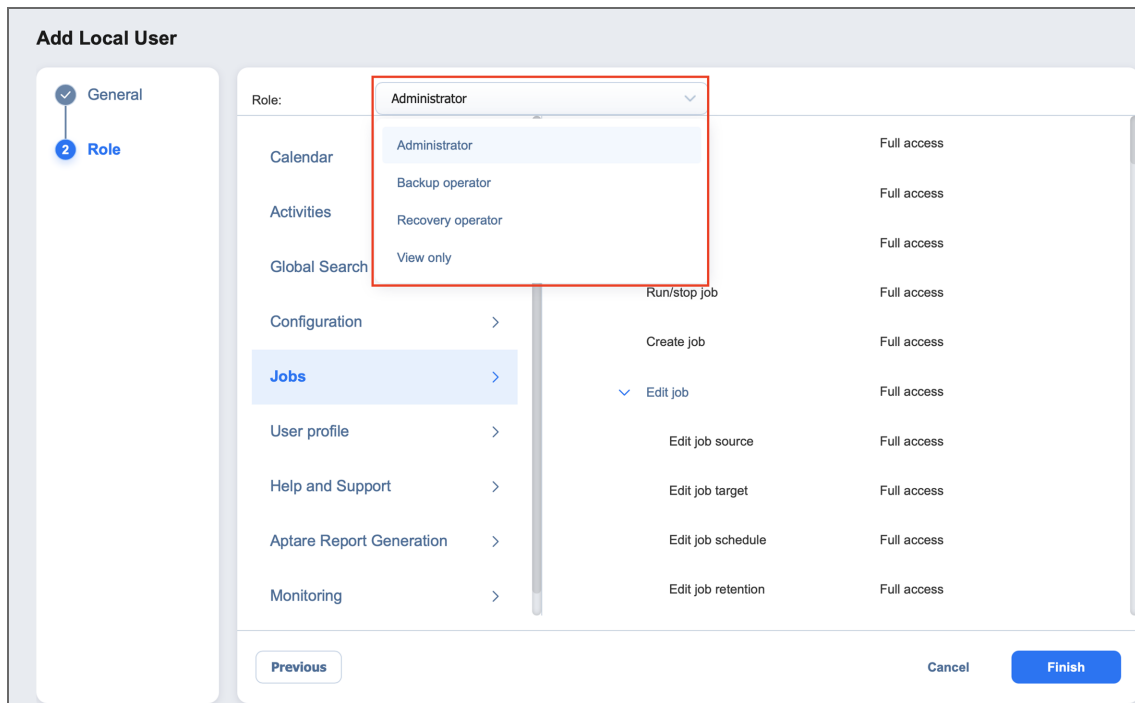 Add Local User
General
2 Role
Role:
Administrator
Administrator
Backup operator
Recovery operator
View only
Calendar
Activities
Global Search
Configuration
Jobs
User profile
Help and Support
Aptare Report Generation
Monitoring
Full access
Full access
Full access
Run/stop job Full access
Create job Full access
Edit job Full access
Edit job source Full access
Edit job target Full access
Edit job schedule Full access
Edit job retention Full access
Previous
Cancel
Finish